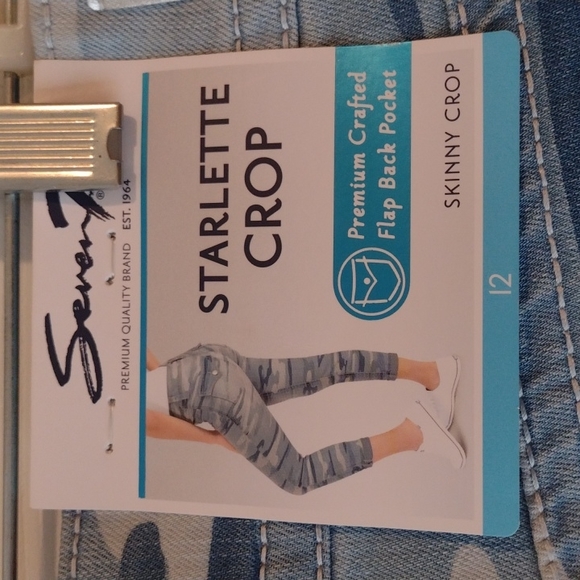 Seven7®
PREMIUM QUALITY BRAND EST. 1964
STARLETTE
CROP
Premium Crafted
Flap Back Pocket
SKINNY CROP
12